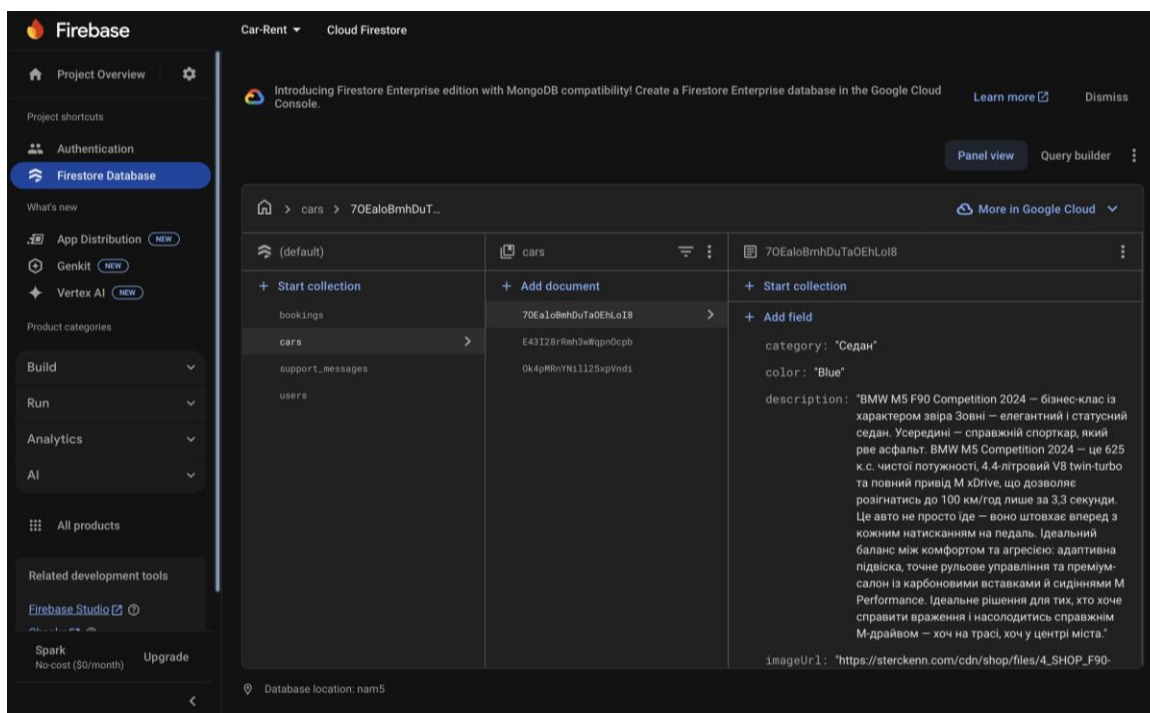 Firebase
Car-Rent
Cloud Firestore
Project Overview
Project shortcuts
Authentication
Firestore Database
What's new
App Distribution NEW
Genkit NEW
Vertex AI NEW
Product categories
Build
Run
Analytics
AI
All products
Related development tools
Firebase Studio
Spark
No-cost ($0/month)
Upgrade
Introducing Firestore Enterprise edition with MongoDB compatibility! Create a Firestore Enterprise database in the Google Cloud
Console.
Learn more
Dismiss
Panel view
Query builder
> cars > 7OEaloBmhDuT...
More in Google Cloud
(default)
+ Start collection
bookings
cars
support_messages
users
cars
+ Add document
7OEaloBmhDuTaOEhLoI8
E43I28rRmh3wWqpnOcpb
Ok4pMRnYNill25xpVndi
7OEaloBmhDuTaOEhLoI8
+ Start collection
+ Add field
category: "Седан"
color: "Blue"
description: "BMW M5 F90 Competition 2024 — бізнес-клас із
характером звіра Зовні — елегантний і статусний
седан. Усередині — справжній спорткар, який
рве асфальт. BMW M5 Competition 2024 — це 625
к.с. чистої потужності, 4.4-літровий V8 twin-turbo
та повний привід M xDrive, що дозволяє
розігнатись до 100 км/год лише за 3,3 секунди.
Це авто не просто їде — воно штовхає вперед з
кожним натисканням на педаль. Ідеальний
баланс між комфортом та агресією: адаптивна
підвіска, точне рульове управління та преміум-
салон із карбоновими вставками й сидіннями M
Performance. Ідеальне рішення для тих, хто хоче
справити враження і насолодитись справжнім
М-драйвом — хоч на трасі, хоч у центрі міста."
imageUrl: "https://sterckenn.com/cdn/shop/files/4_SHOP_F90-
Database location: nam5